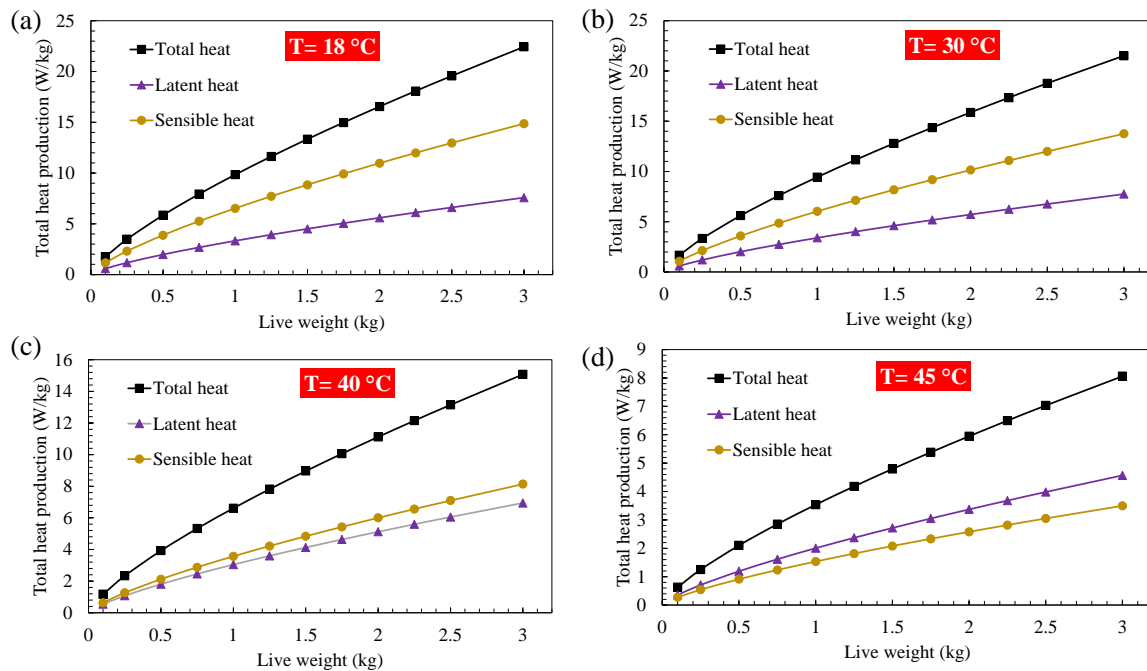 (a)
T= 18 °C
Total heat
Latent heat
Sensible heat
Total heat production (W/kg)
25
20
15
10
5
0
0 0.5 1 1.5 2 2.5 3
Live weight (kg)
(b)
T= 30 °C
Total heat
Latent heat
Sensible heat
Total heat production (W/kg)
25
20
15
10
5
0
0 0.5 1 1.5 2 2.5 3
Live weight (kg)
(c)
T= 40 °C
Total heat
Latent heat
Sensible heat
Total heat production (W/kg)
16
14
12
10
8
6
4
2
0
0 0.5 1 1.5 2 2.5 3
Live weight (kg)
(d)
T= 45 °C
Total heat
Latent heat
Sensible heat
Total heat production (W/kg)
9
8
7
6
5
4
3
2
1
0
0 0.5 1 1.5 2 2.5 3
Live weight (kg)